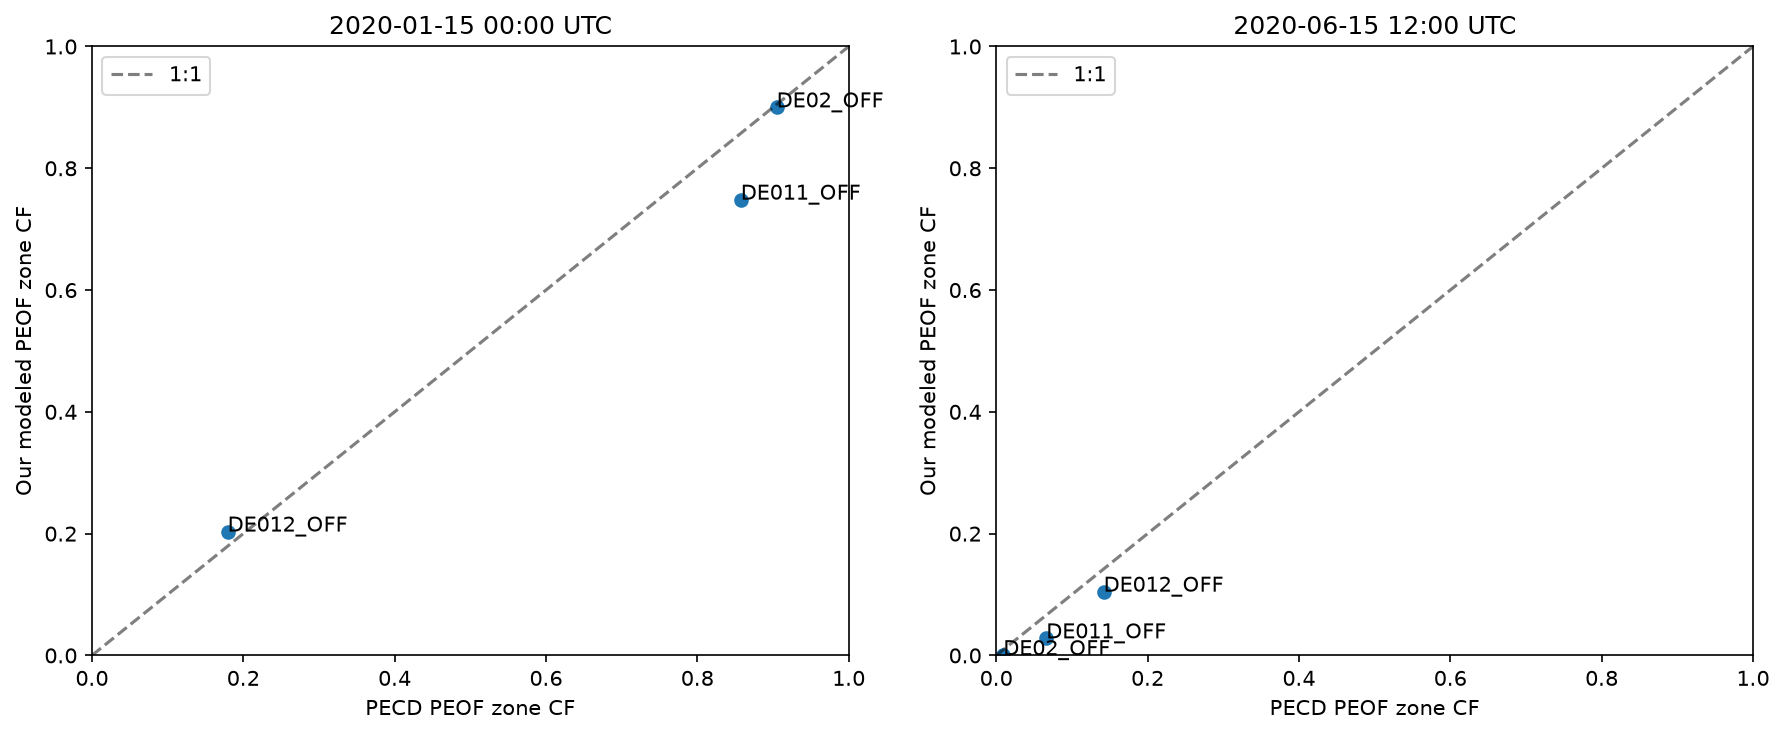 2020-01-15 00:00 UTC
1.0
0.8
0.6
0.4
0.2
0.0
Our modeled PEOF zone CF
1:1
DE02_OFF
DE011_OFF
DE012_OFF
0.0 0.2 0.4 0.6 0.8 1.0
PECD PEOF zone CF
2020-06-15 12:00 UTC
1.0
0.8
0.6
0.4
0.2
0.0
Our modeled PEOF zone CF
1:1
DE012_OFF
DE011_OFF
DE02_OFF
0.0 0.2 0.4 0.6 0.8 1.0
PECD PEOF zone CF